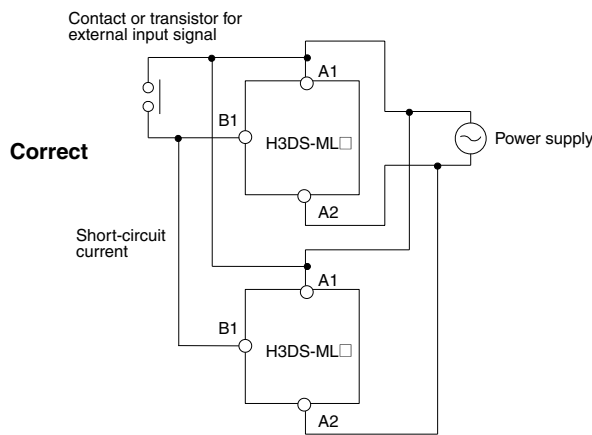 Contact or transistor for
external input signal
A1
B1
H3DS-ML□
Power supply
Correct
A2
Short-circuit
current
A1
B1
H3DS-ML□
A2